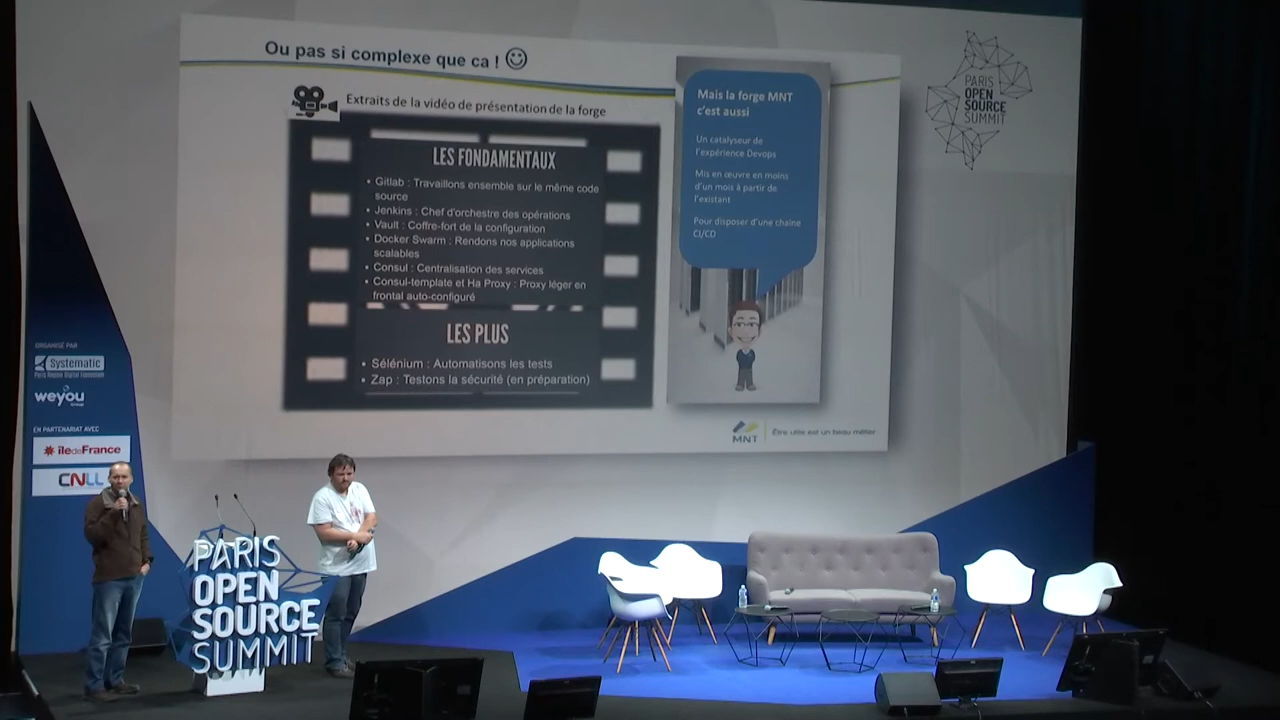 Ou pas si complexe que ca ! ☺
Extraits de la vidéo de présentation de la forge
LES FONDAMENTAUX
• Gitlab : Travaillons ensemble sur le même code
source
• Jenkins : Chef d'orchestre des opérations
• Vault : Coffre-fort de la configuration
• Docker Swarm : Rendons nos applications
scalables
• Consul : Centralisation des services
• Consul-template et Ha Proxy : Proxy léger en
frontal auto-configuré
LES PLUS
• Sélénium : Automatisons les tests
• Zap : Testons la sécurité (en préparation)
Mais la forge MNT
c'est aussi
Un catalyseur de
l'expérience Devops
Mis en œuvre en moins
d'un mois à partir de
l'existant
Pour disposer d'une chaine
CI/CD
MNT
Être utile est un beau métier
PARIS
OPEN
SOURCE
SUMMIT
ORGANISÉ PAR
Systematic
Paris Region Digital Ecosystem
weyou
EN PARTENARIAT AVEC
îledeFrance
CNLL
PARIS
OPEN
SOURCE
SUMMIT